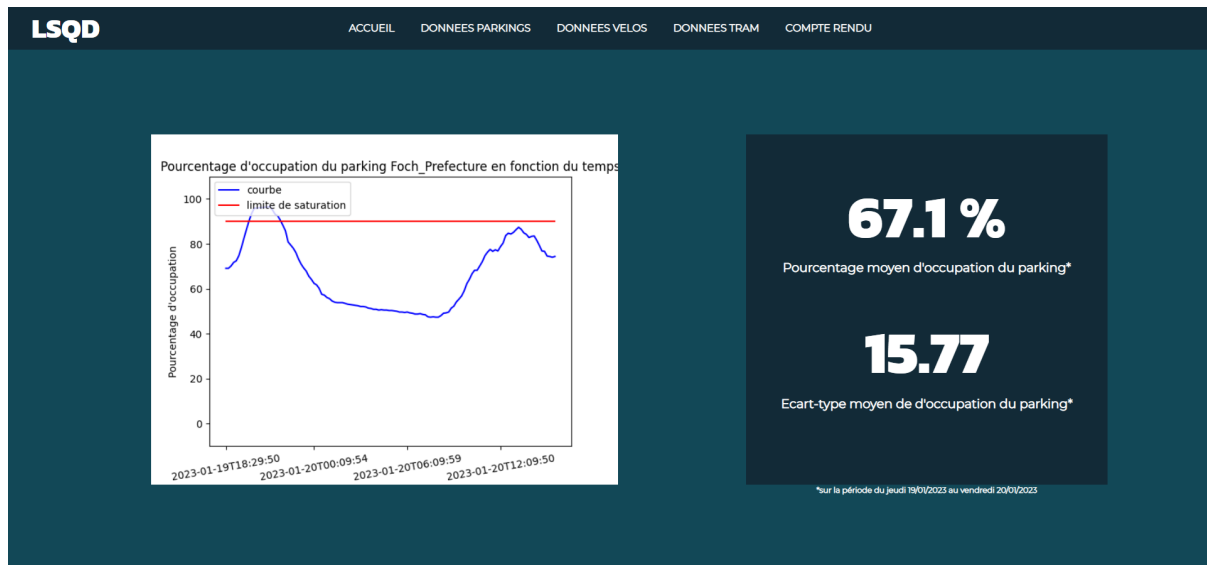 LSQD
ACCUEIL DONNEES PARKINGS DONNEES VELOS DONNEES TRAM COMPTE RENDU
Pourcentage d'occupation du parking Foch_Prefecture en fonction du temps
courbe
limite de saturation
Pourcentage d'occupation
100
80
60
40
20
0
2023-01-19T18:29:50
2023-01-20T00:09:54
2023-01-20T06:09:59
2023-01-20T12:09:50
67.1 %
Pourcentage moyen d'occupation du parking*
15.77
Ecart-type moyen de d'occupation du parking*
*sur la période du jeudi 19/01/2023 au vendredi 20/01/2023